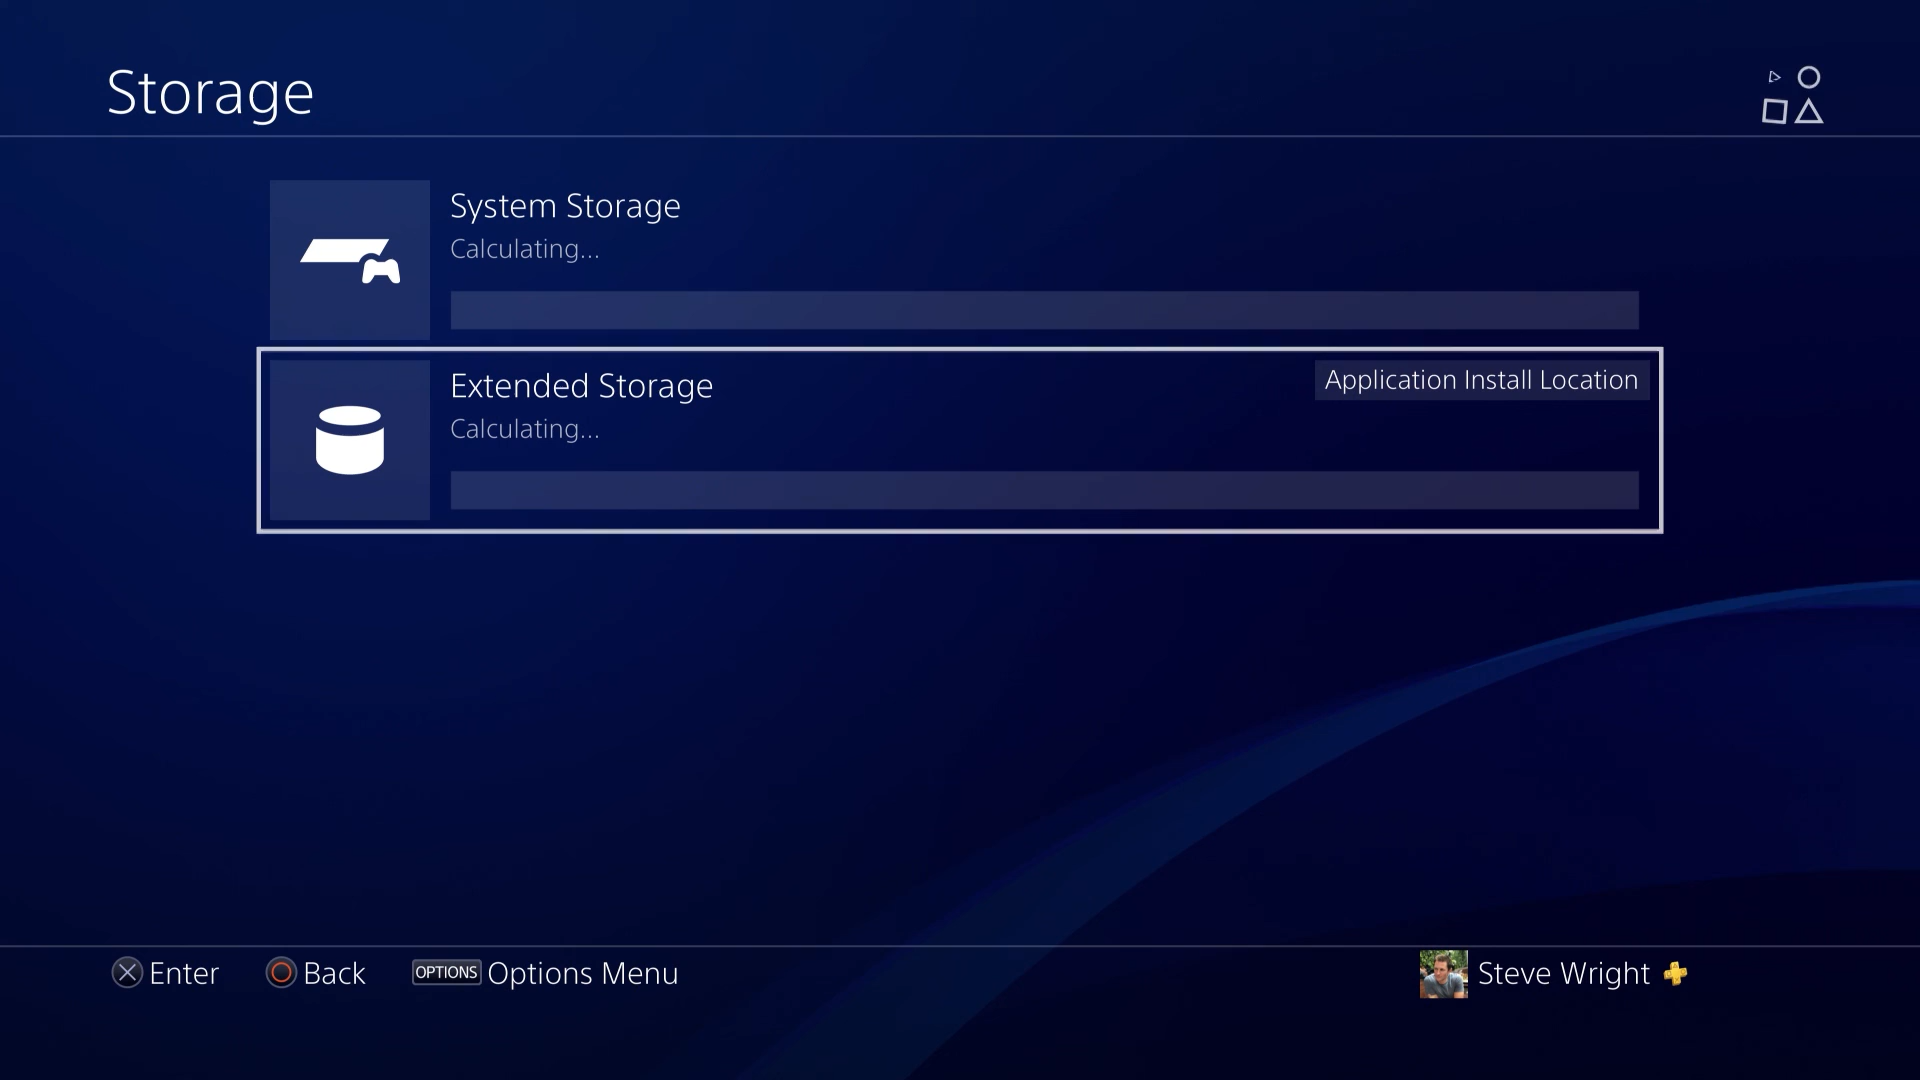 Storage
System Storage
Calculating...
Extended Storage
Application Install Location
Calculating...
Enter
Back
OPTIONS Options Menu
Steve Wright